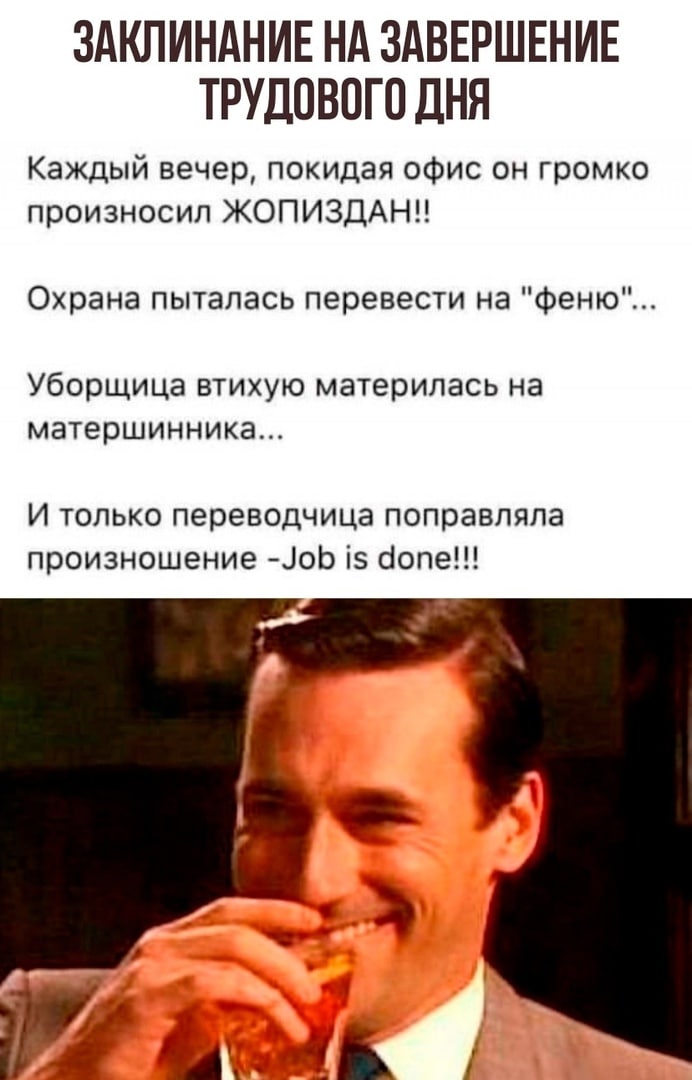 ЗАКЛИНАНИЕ НА ЗАВЕРШЕНИЕ
ТРУДОВОГО ДНЯ
Каждый вечер, покидая офис он громко
произносил ЖОПИЗДАН!!
Охрана пыталась перевести на "феню"...
Уборщица втихую материлась на
матершинника...
И только переводчица поправляла
произношение -Job is done!!!